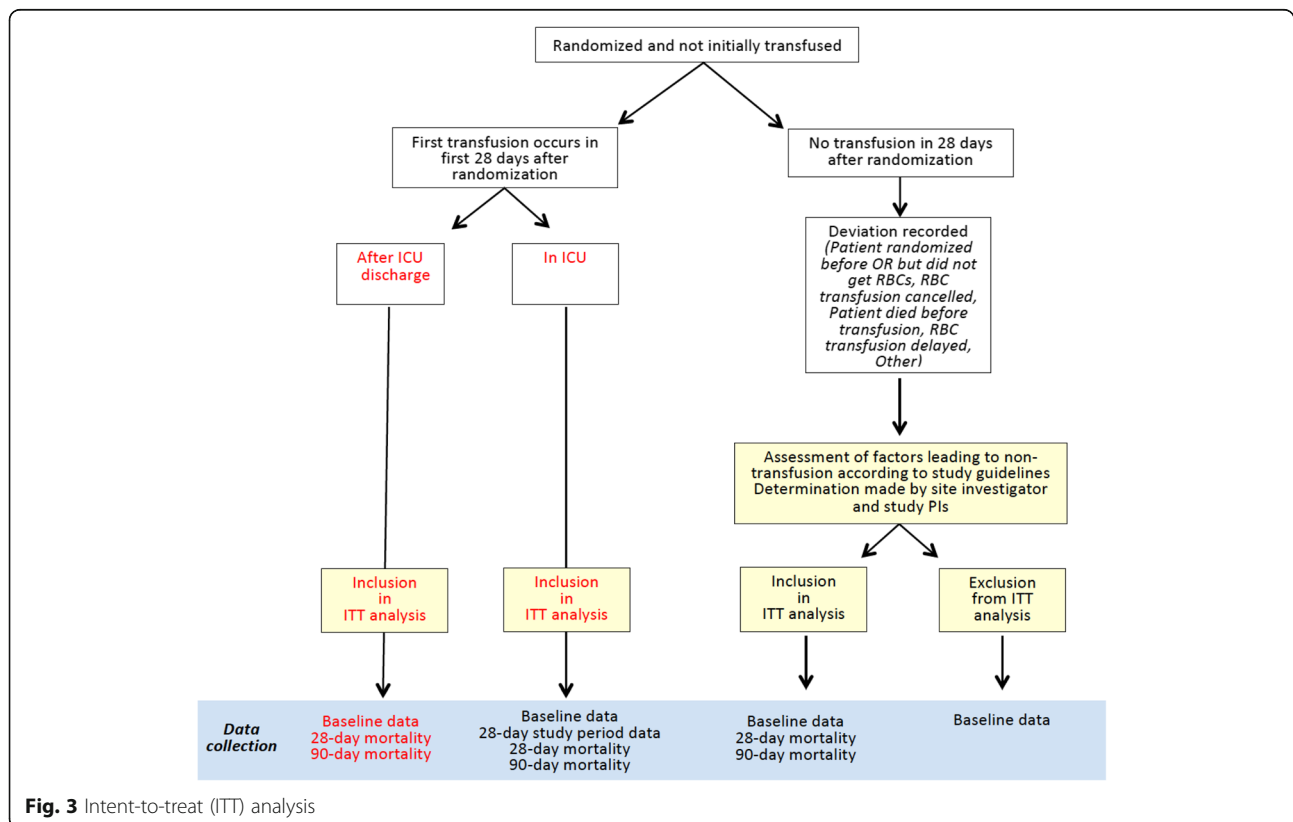 Randomized and not initially transfused
First transfusion occurs in
first 28 days after
randomization
No transfusion in 28 days
after randomization
After ICU
discharge
In ICU
Deviation recorded
(Patient randomized
before OR but did not
get RBCs, RBC
transfusion cancelled,
Patient died before
transfusion, RBC
transfusion delayed,
Other)
Assessment of factors leading to non-
transfusion according to study guidelines
Determination made by site investigator
and study PIs
Inclusion
in
ITT analysis
Inclusion
in
ITT analysis
Inclusion
in
ITT analysis
Exclusion
from ITT
analysis
Data
collection
Baseline data
28-day mortality
90-day mortality
Baseline data
28-day study period data
28-day mortality
90-day mortality
Baseline data
28-day mortality
90-day mortality
Baseline data
Fig. 3 Intent-to-treat (ITT) analysis